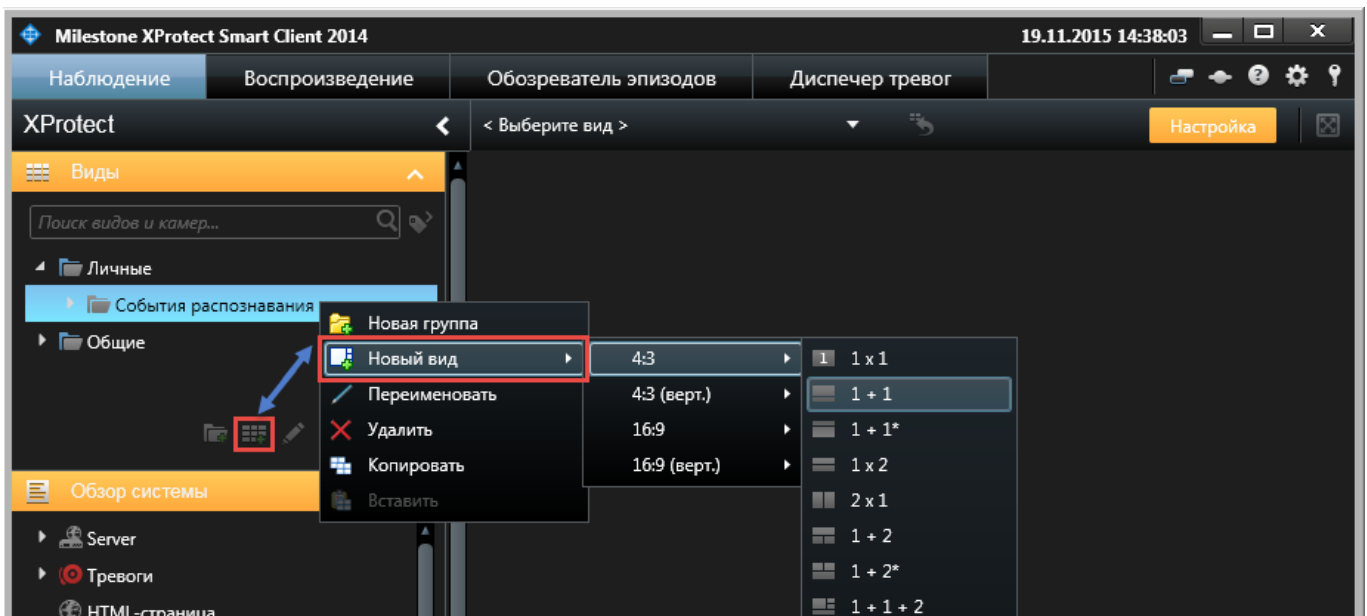 Milestone XProtect Smart Client 2014 19.11.2015 14:38:03
Наблюдение Воспроизведение Обозреватель эпизодов Диспечер тревог
XProtect < Выберите вид > Настройка
Виды
Поиск видов и камер...
Личные
События распознавания
Общие
Новая группа
Новый вид
Переименовать
Удалить
Копировать
Вставить
4:3
4:3 (верт.)
16:9
16:9 (верт.)
1 1 x 1
1 + 1
1 + 1*
1 x 2
2 x 1
1 + 2
1 + 2*
1 + 1 + 2
Обзор системы
Server
Тревоги
HTML-страница